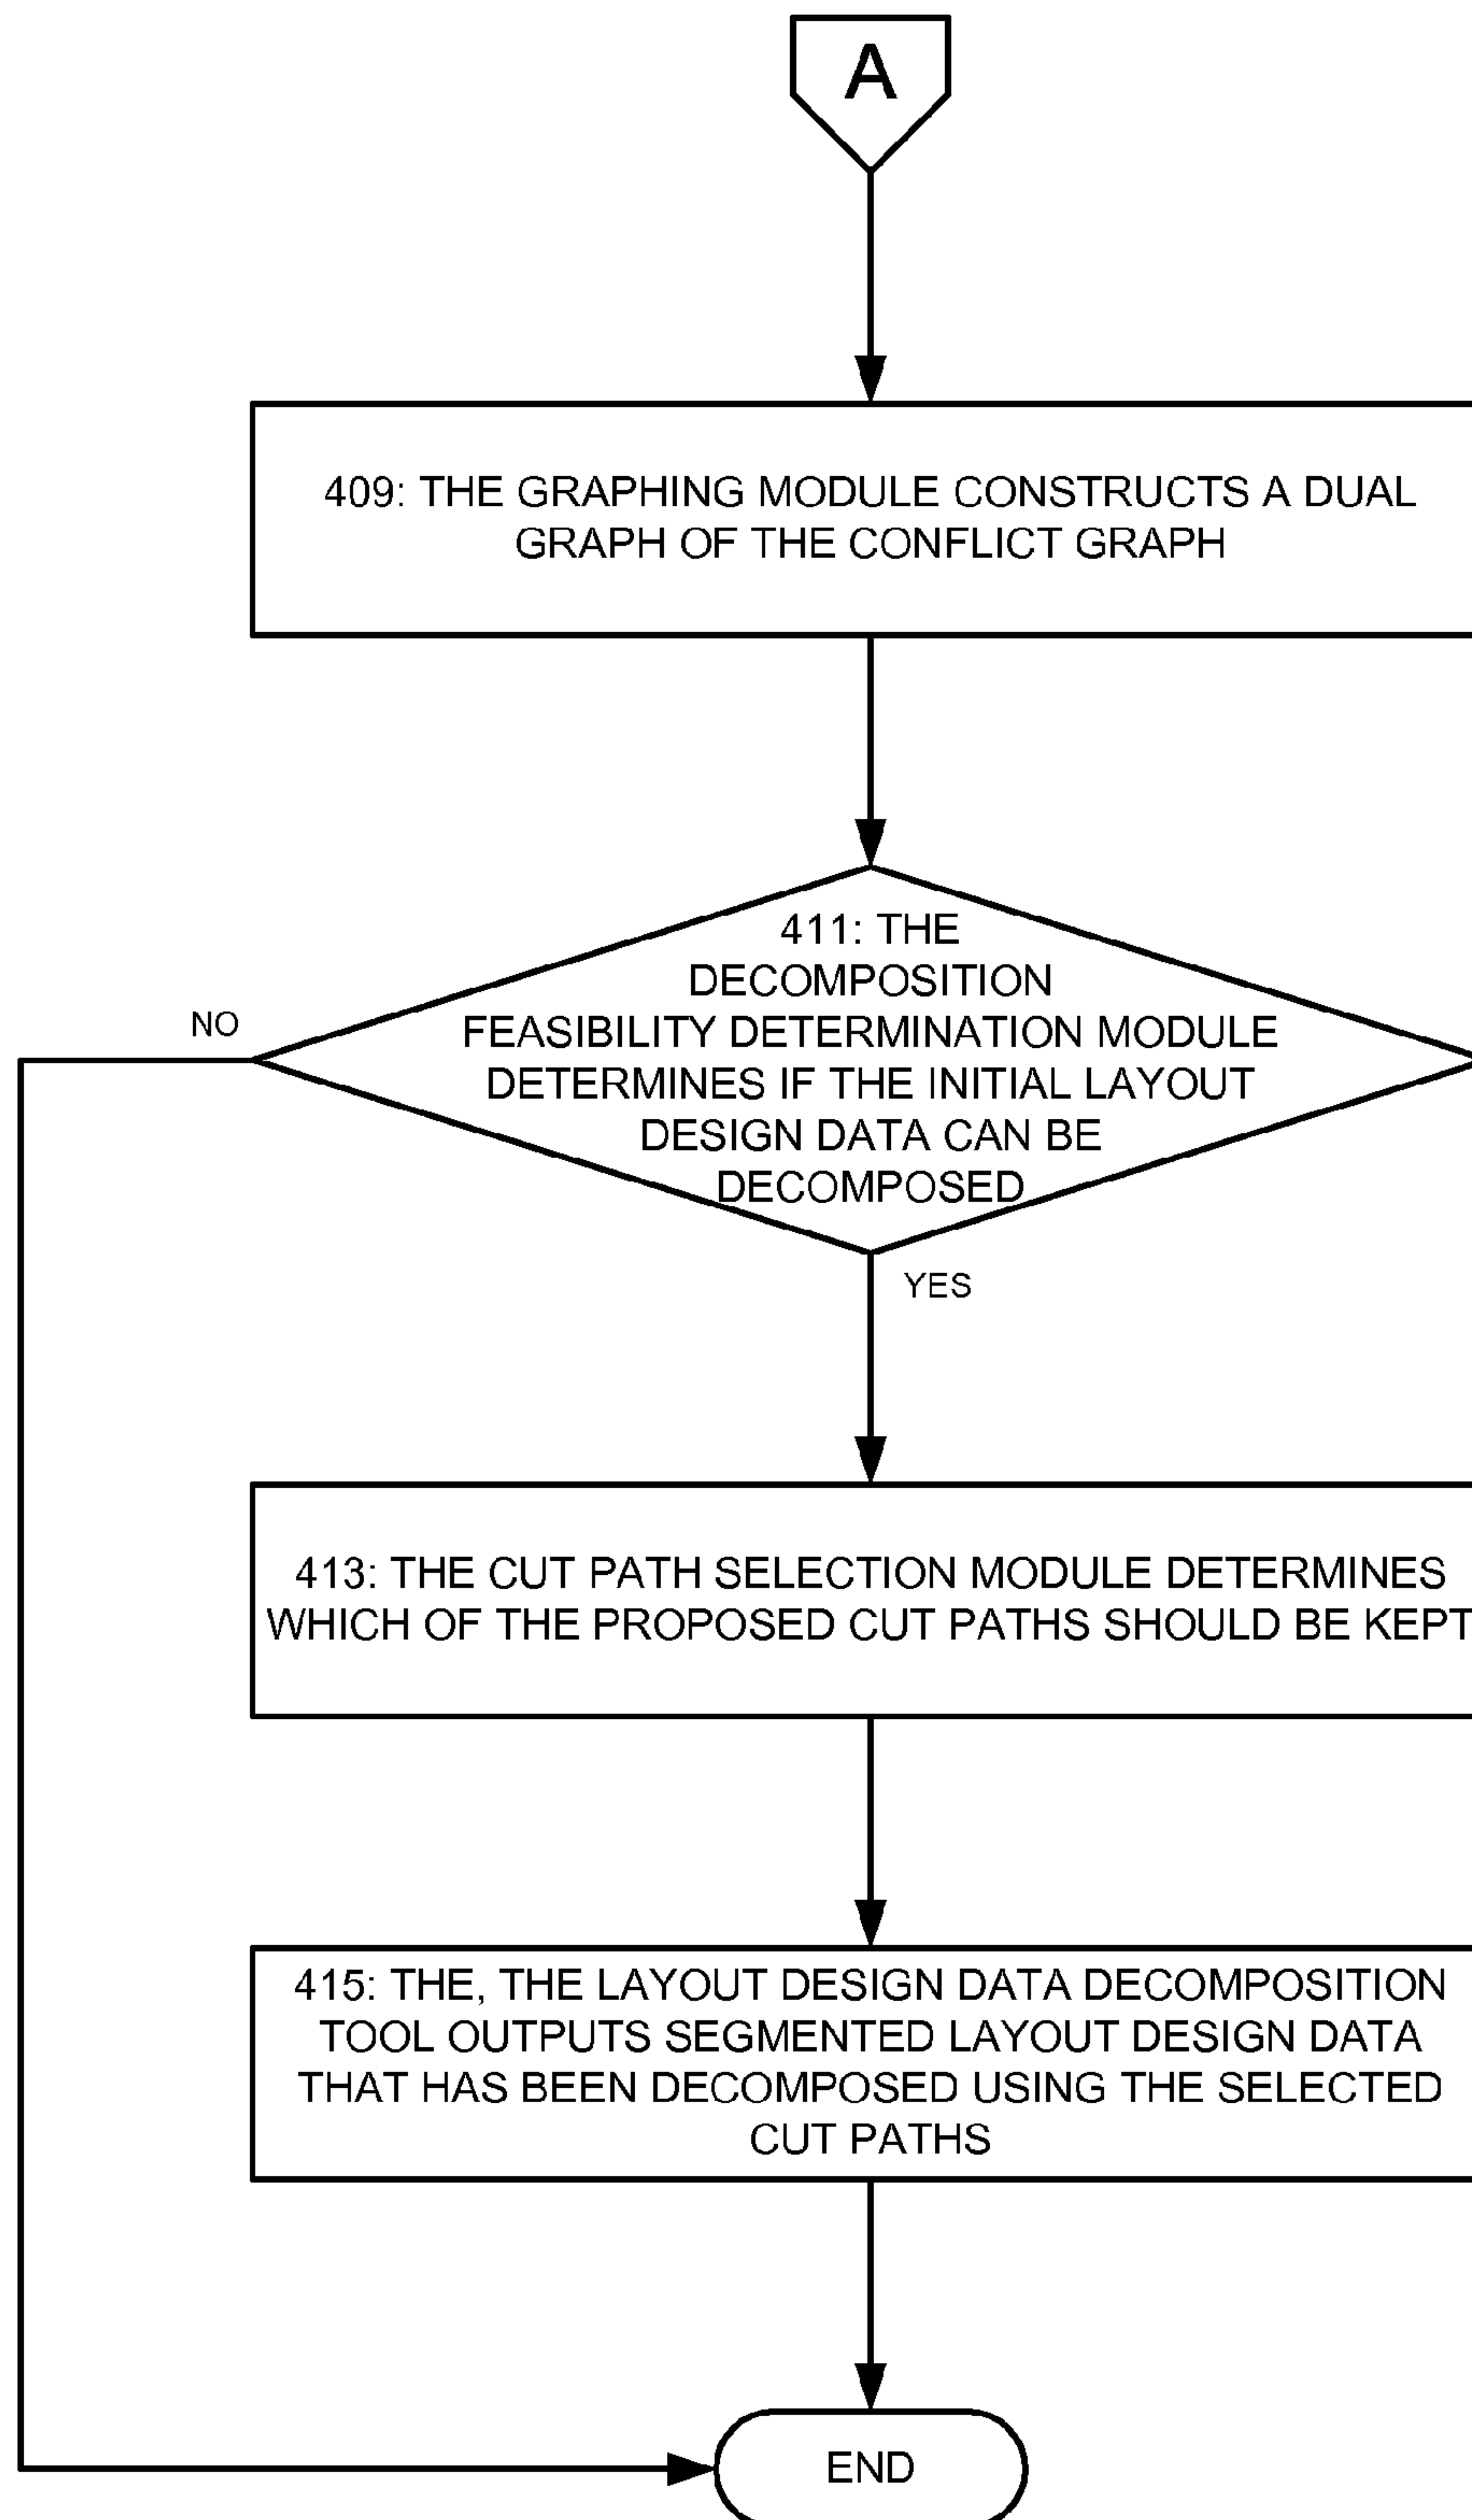 A
409: THE GRAPHING MODULE CONSTRUCTS A DUAL
GRAPH OF THE CONFLICT GRAPH
411: THE
DECOMPOSITION
FEASIBILITY DETERMINATION MODULE
DETERMINES IF THE INITIAL LAYOUT
DESIGN DATA CAN BE
DECOMPOSED
NO
YES
413: THE CUT PATH SELECTION MODULE DETERMINES
WHICH OF THE PROPOSED CUT PATHS SHOULD BE KEPT
415: THE, THE LAYOUT DESIGN DATA DECOMPOSITION
TOOL OUTPUTS SEGMENTED LAYOUT DESIGN DATA
THAT HAS BEEN DECOMPOSED USING THE SELECTED
CUT PATHS
END